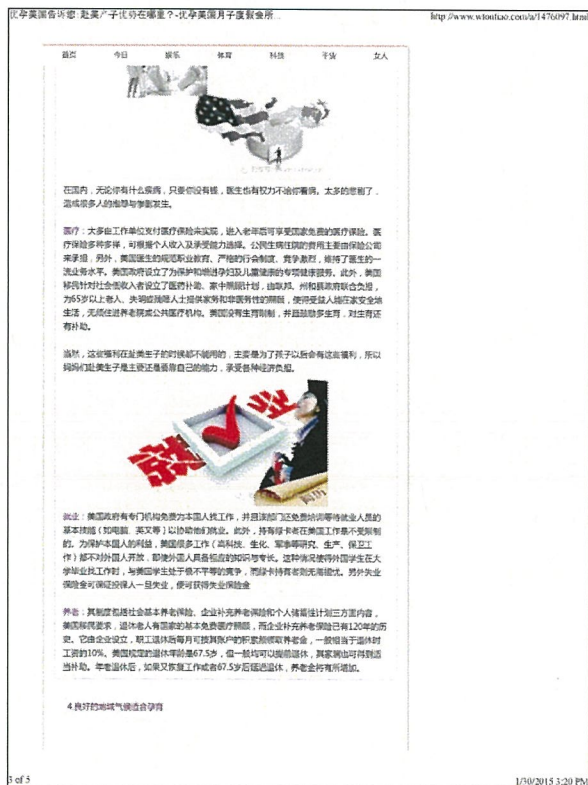 优孕美国告诉您:赴美产子优势在哪里?-优孕美国月子度假会所...
http://www.wtoutiao.com/a/1476097.html
首页 今日 娱乐 体育 科技 干货 女人
在国内，无论你有什么疾病，只要你没有钱，医生也有权力不给你看病。太多的悲剧了，
造成很多人的推辱与惨剧发生。
医疗：大多由工作单位支付医疗保险来实现，进入老年后可享受国家免费的医疗保险。医
疗保险多种多样，可根据个人收入及承受能力选择。公民生病住院的费用主要由保险公司
来承担，另外，美国医生的规范职业教育、严格的行会制度、竞争激烈，维持了医生的一
流业务水平。美国政府设立了为保护和增进孕妇及儿童健康的专项健康服务。此外，美国
移民针对社会低收入者设立了医药补助、家中照顾计划，由联邦、州和县政府联合负担，
为65岁以上老人、失明或残障人士提供家务和非医务性的照顾，使得受益人能在家安全地
生活，无须住进养老院或公共医疗机构。美国没有生育限制，并且鼓励多生育，对生育还
有补助。
当然，这些福利在赴美生子的时候都不能用的，主要是为了孩子以后会有这些福利，所以
妈妈们赴美生子是主要还是要靠自己的能力，承受各种经济负担。
就业
简历
就业：美国政府有专门机构免费为本国人找工作，并且该部门还免费培训等待就业人员的
基本技能（如电脑、英文等）以协助他们就业。此外，持有绿卡者在美国工作是不受限制
的。为保护本国人的利益，美国很多工作（高科技、生化、军事等研究、生产、保卫工
作）都不对外国人开放，即使外国人具备相应的知识与专长。这种情况使得外国学生在大
学毕业找工作时，与美国学生处于极不平等的竞争，而绿卡持有者则无需担忧。另外失业
保险金可保证投保人一旦失业，便可获得失业保险金
养老：其制度包括社会基本养老保险、企业补充养老保险和个人储蓄性计划三方面内容，
美国移民要求，退休老人有国家的基本免费医疗照顾，而企业补充养老保险已有120年的历
史。它由企业设立，职工退休后每月可按其账户的积累额领取养老金，一般相当于退休时
工资的10%。美国规定的退休年龄是67.5岁，但一般均可以提前退休，其家属也可得到适
当补助。年老退休后，如果又恢复工作或者67.5岁后延迟退休，养老金将有所增加。
4.良好的地域气候适合孕育
3 of 5
1/30/2015 3:20 PM